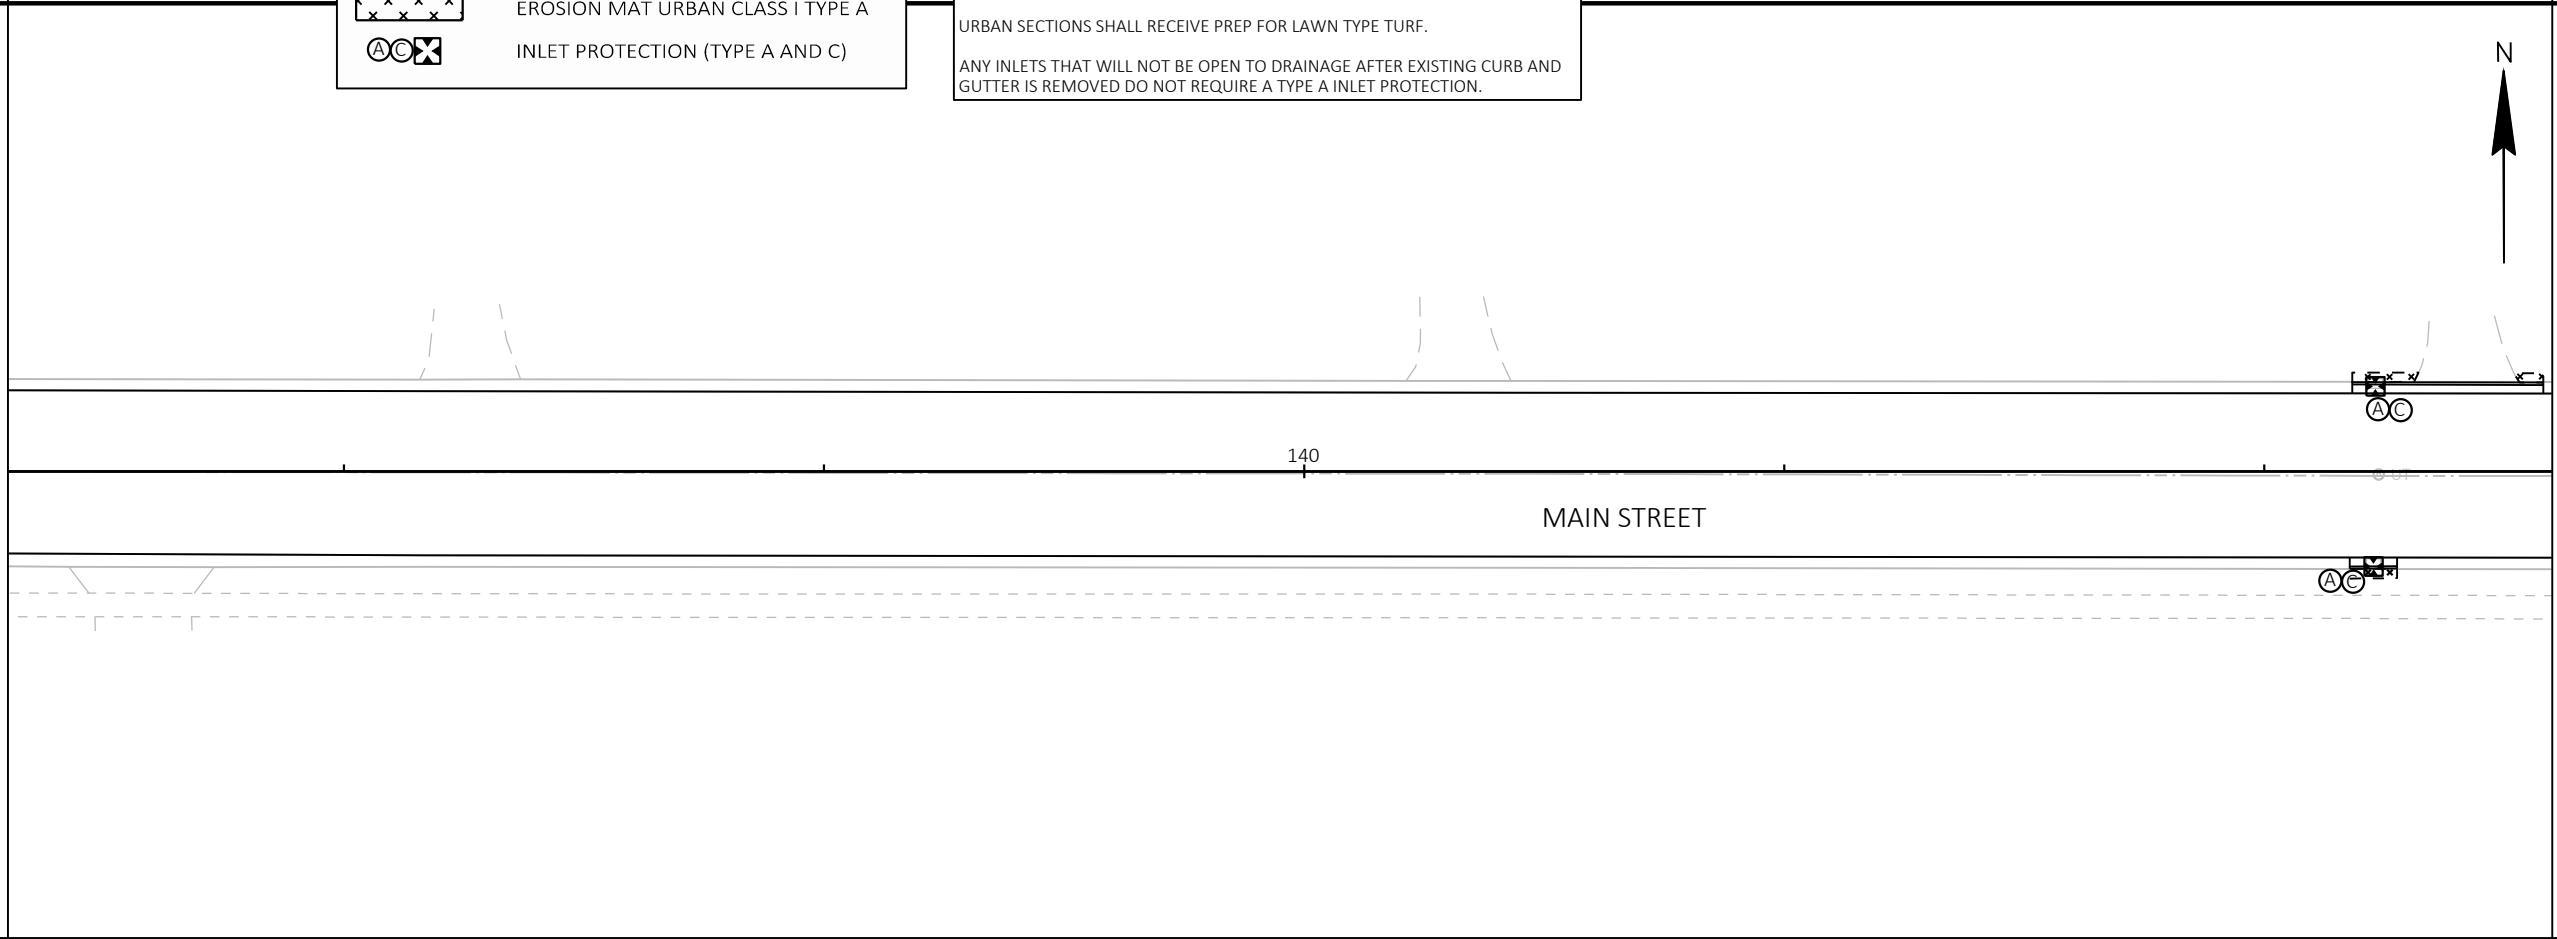 EROSION MAT URBAN CLASS I TYPE A
A C INLET PROTECTION (TYPE A AND C)
URBAN SECTIONS SHALL RECEIVE PREP FOR LAWN TYPE TURF.
ANY INLETS THAT WILL NOT BE OPEN TO DRAINAGE AFTER EXISTING CURB AND
GUTTER IS REMOVED DO NOT REQUIRE A TYPE A INLET PROTECTION.
N
A C
140
UT
MAIN STREET
A C